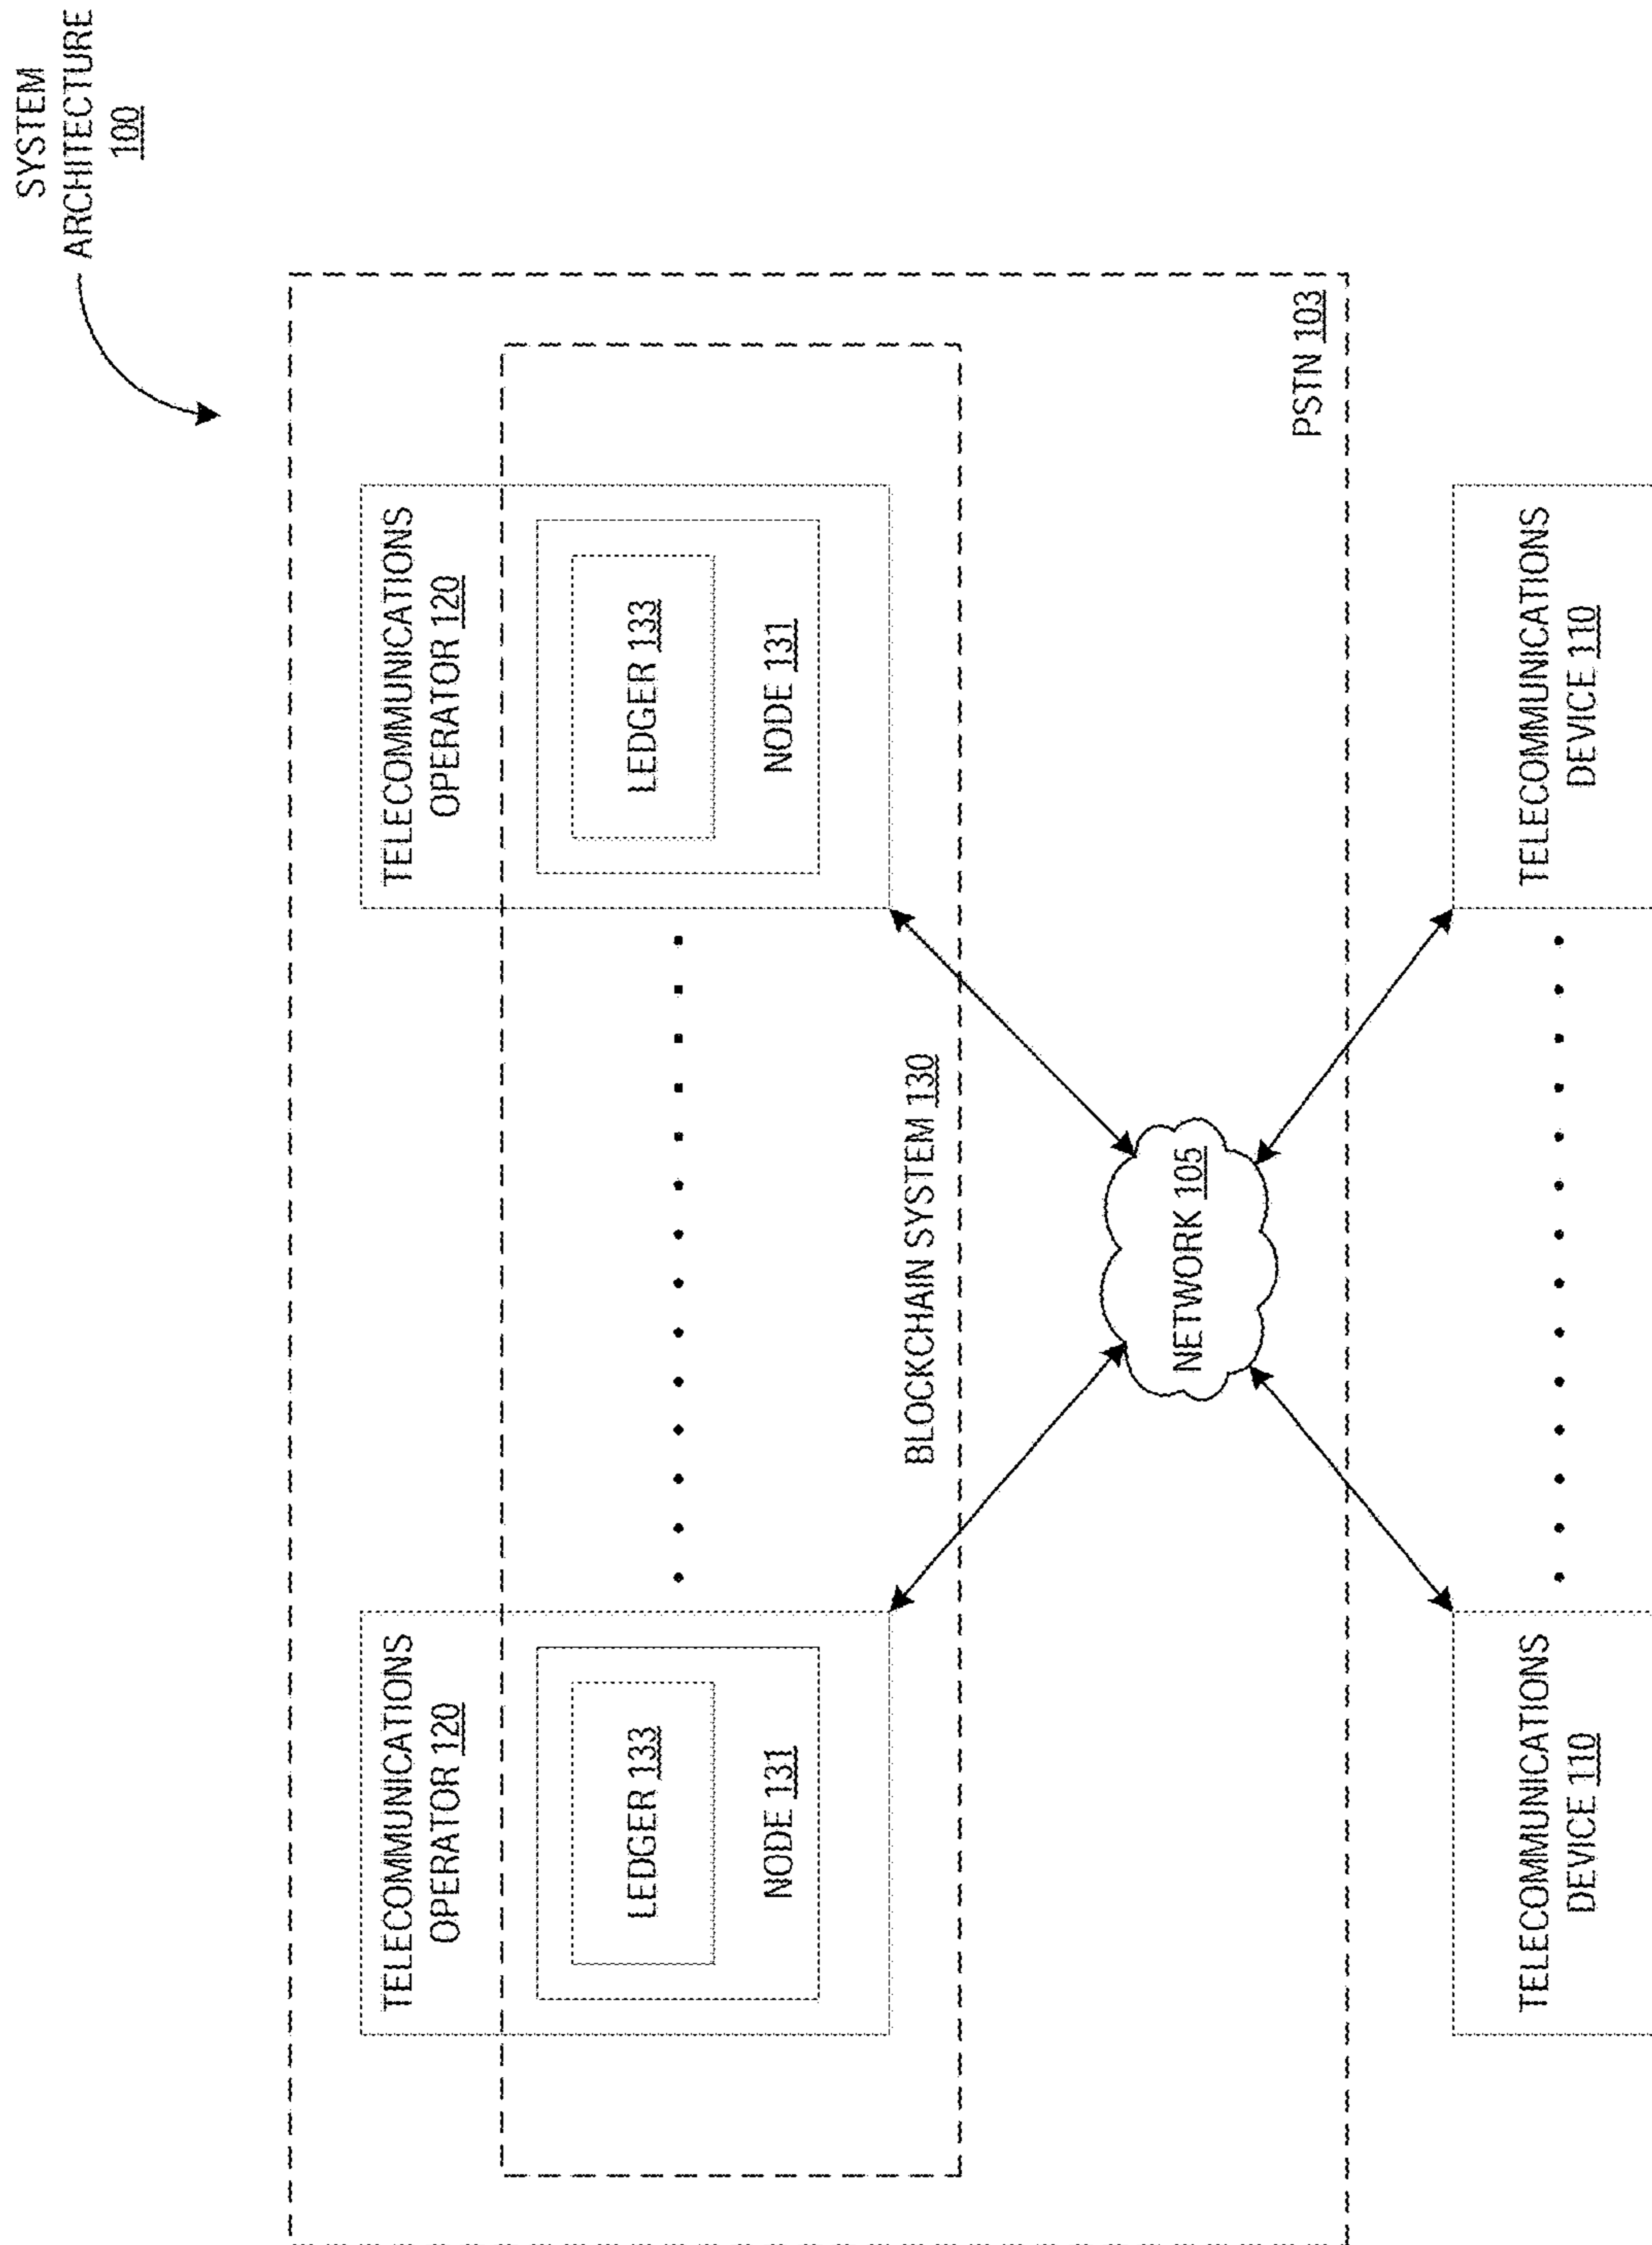 SYSTEM
ARCHITECTURE
100
TELECOMMUNICATIONS
OPERATOR 120
LEDGER 133
NODE 131
TELECOMMUNICATIONS
OPERATOR 120
LEDGER 133
NODE 131
BLOCKCHAIN SYSTEM 130
NETWORK 105
PSTN 103
TELECOMMUNICATIONS
DEVICE 110
TELECOMMUNICATIONS
DEVICE 110